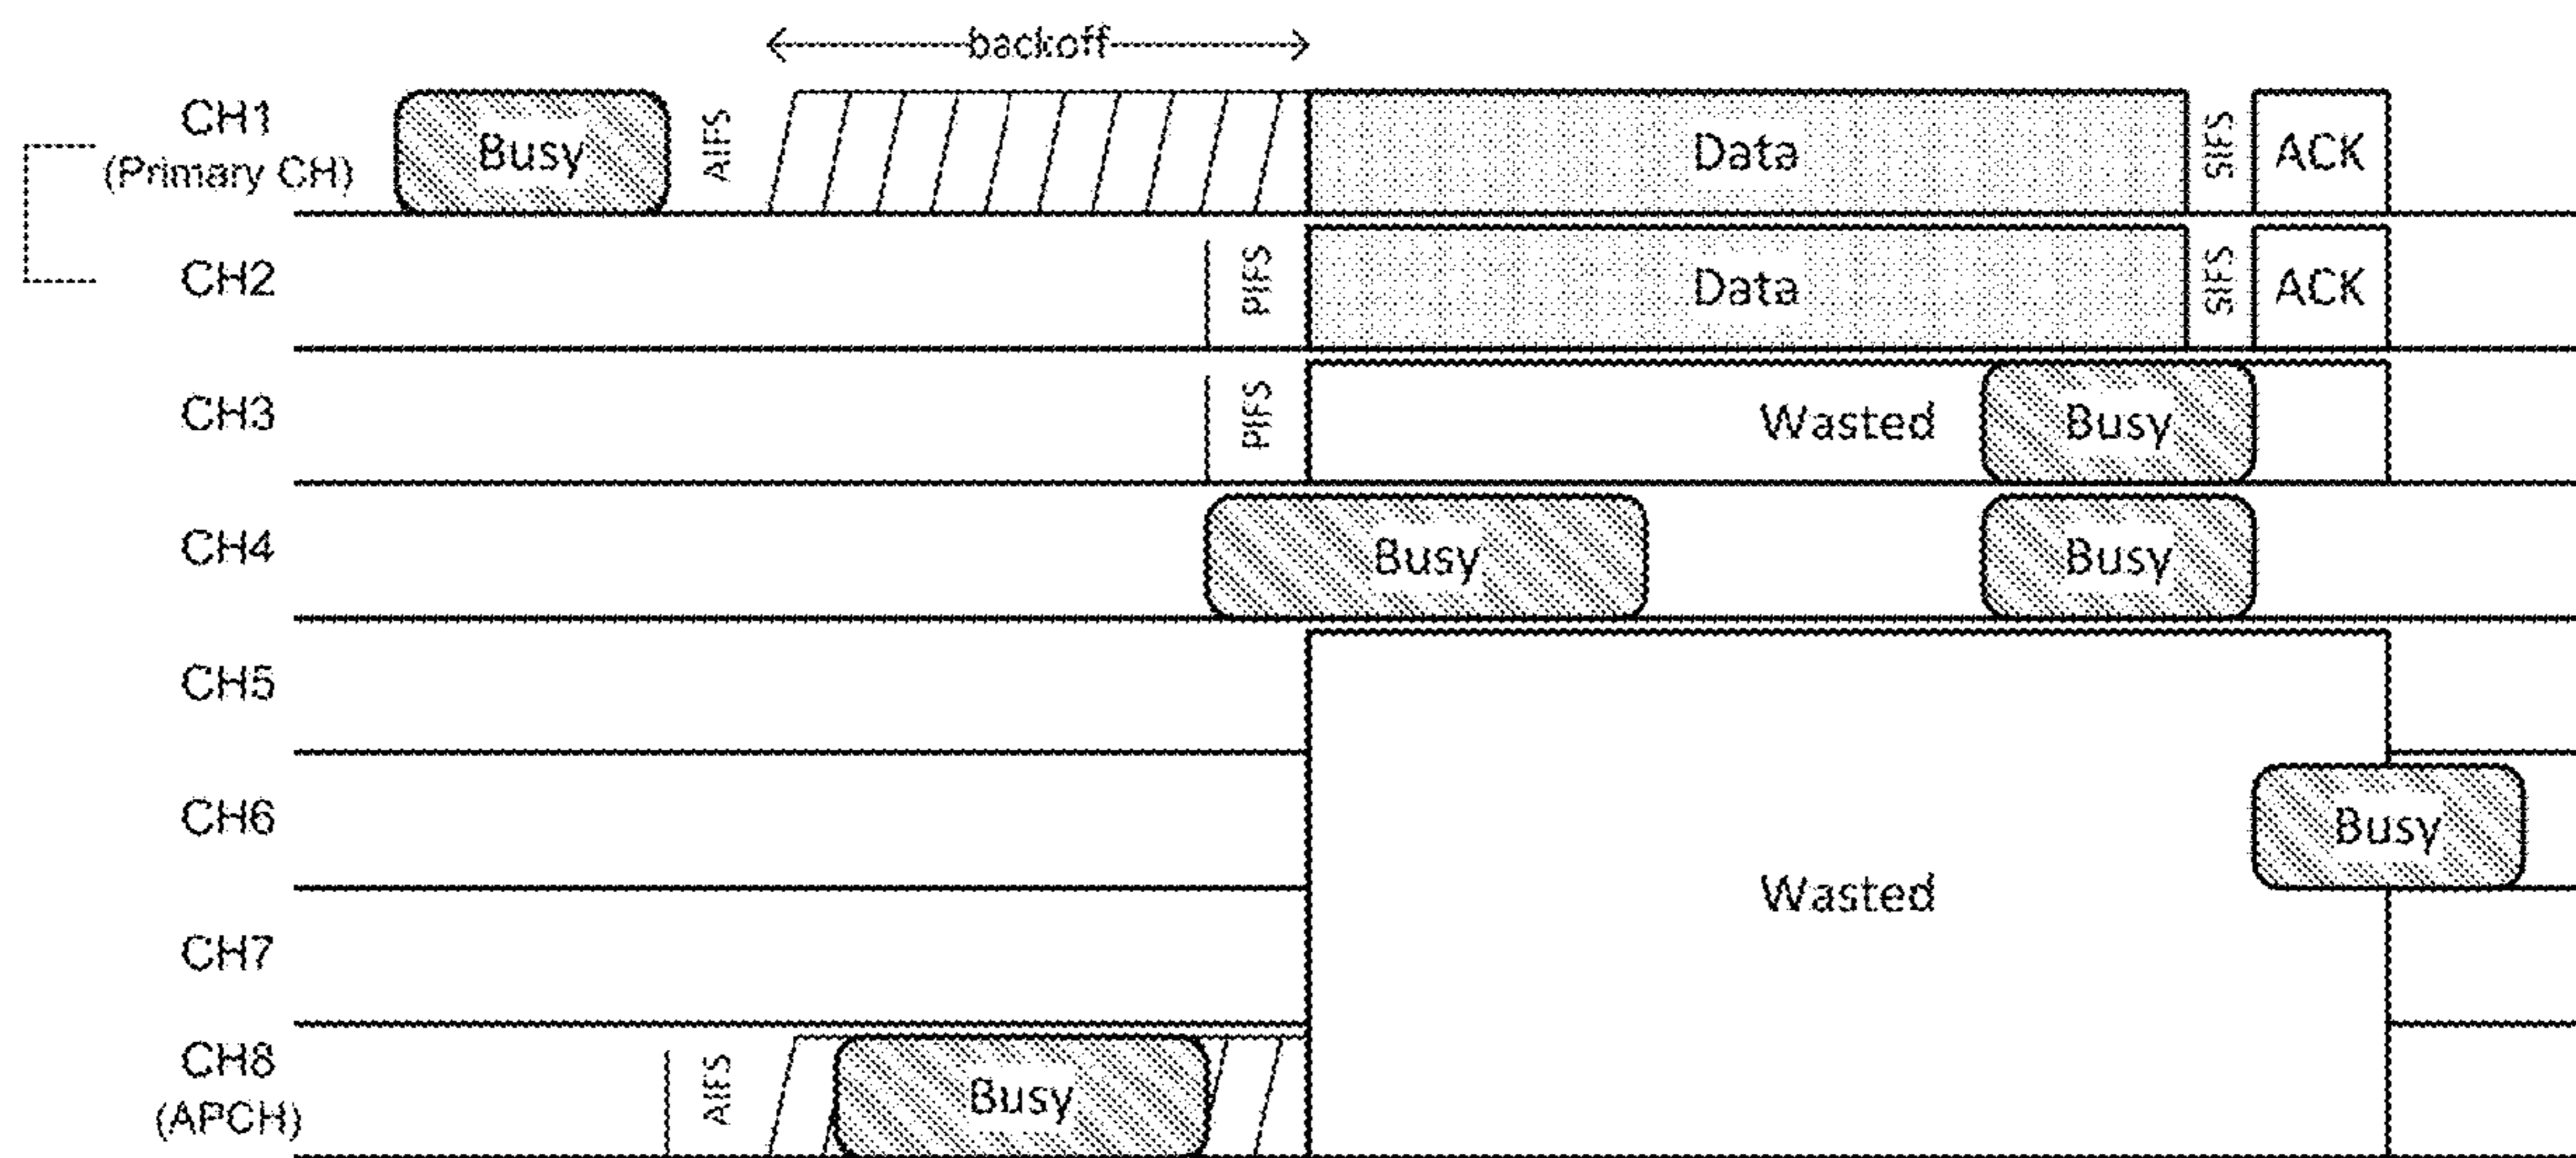 backoff
CH1
(Primary CH)
Busy
AIFS
Data
SIFS
ACK
CH2
PIFS
Data
SIFS
ACK
CH3
PIFS
Wasted
Busy
CH4
Busy
Busy
CH5
CH6
Busy
Wasted
CH7
CH8
(APCH)
AIFS
Busy